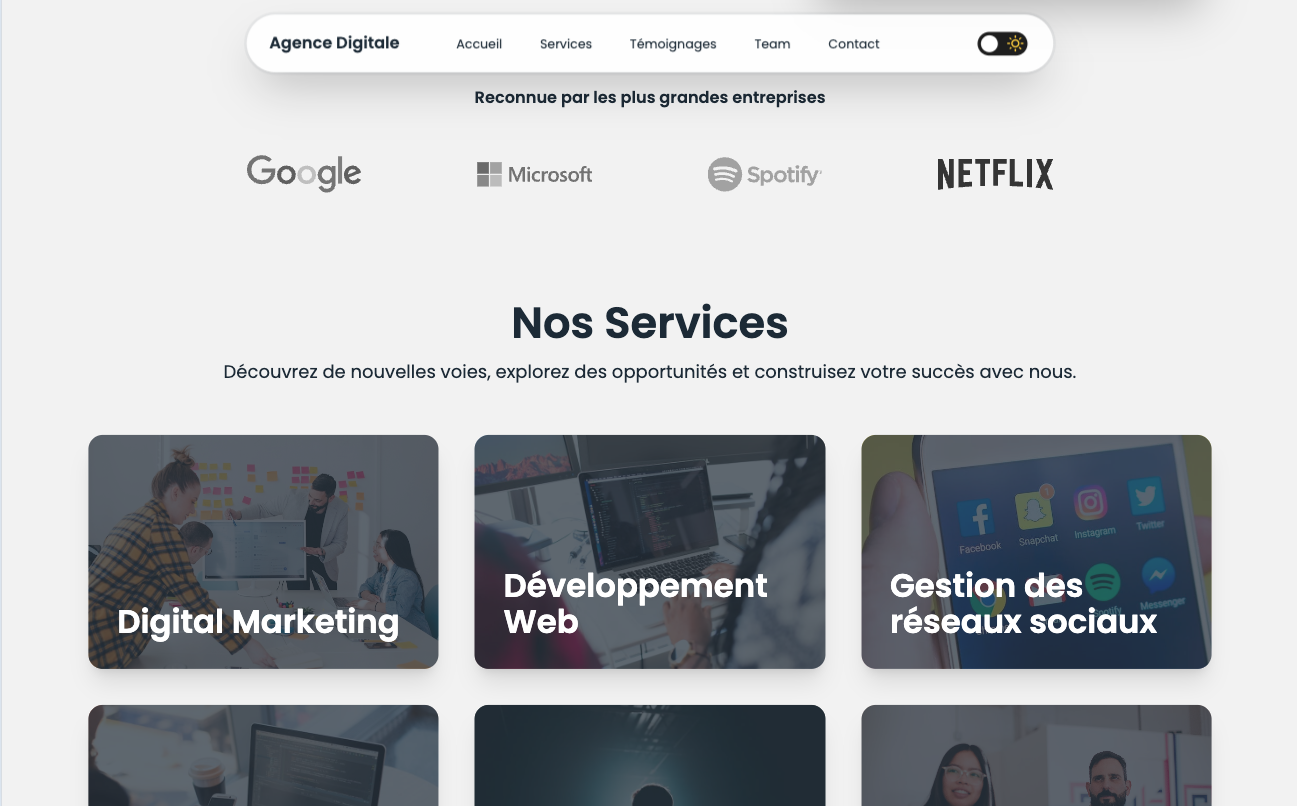 Agence Digitale
Accueil
Services
Témoignages
Team
Contact
Reconnue par les plus grandes entreprises
Google
Microsoft
Spotify
NETFLIX
Nos Services
Découvrez de nouvelles voies, explorez des opportunités et construisez votre succès avec nous.
Digital Marketing
Développement
Web
Facebook
Snapchat
Instagram
Twitter
Messenger
Gestion des
réseaux sociaux